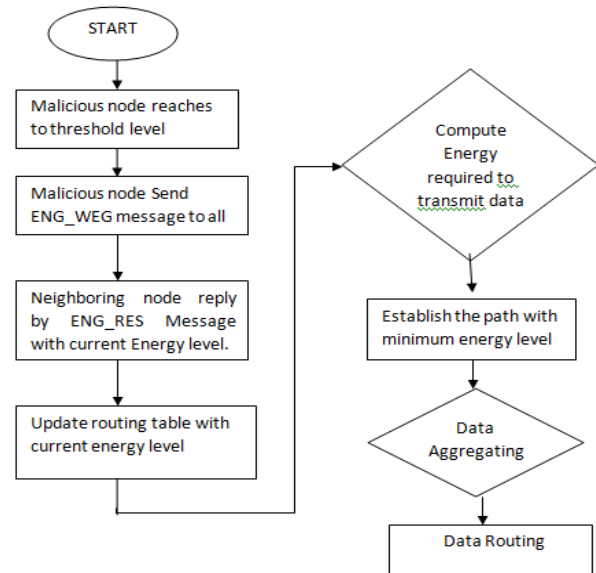 START
Malicious node reaches
to threshold level
Malicious node Send
ENG_WEG message to all
Neighboring node reply
by ENG_RES Message
with current Energy level.
Update routing table with
current energy level
Compute
Energy
required to
transmit data
Establish the path with
minimum energy level
Data
Aggregating
Data Routing